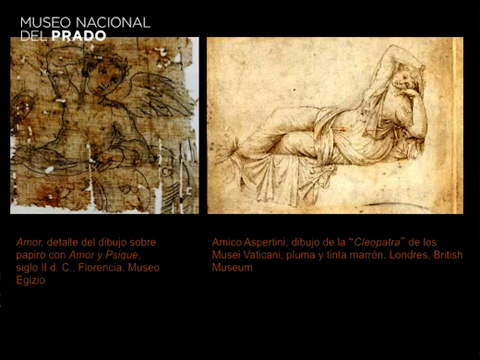 MUSEO NACIONAL
DEL PRADO
Amor, detalle del dibujo sobre
papiro con Amor y Psique,
siglo II d. C., Florencia. Museo
Egizio
Amico Aspertini, dibujo de la “Cleopatra” de los
Musei Vaticani, pluma y tinta marrón, Londres. British
Museum